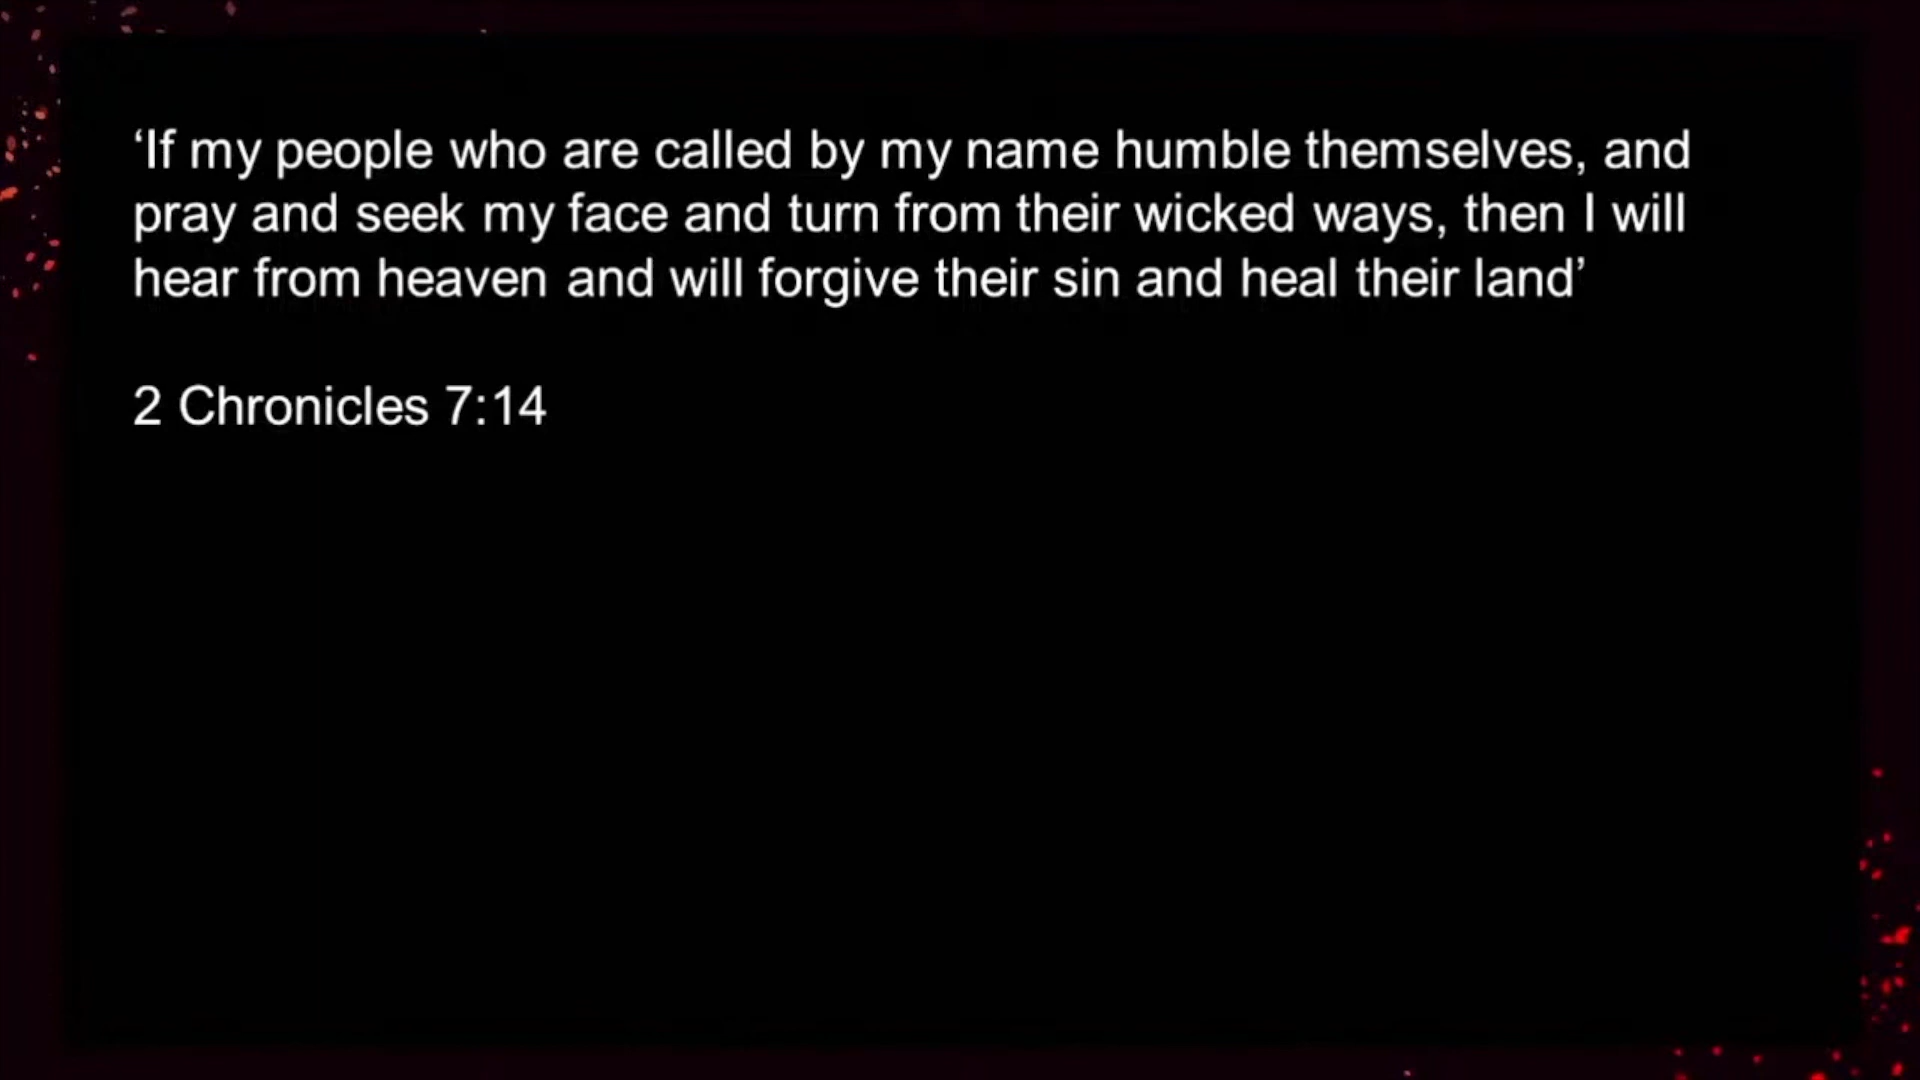 ‘If my people who are called by my name humble themselves, and
pray and seek my face and turn from their wicked ways, then I will
hear from heaven and will forgive their sin and heal their land’
2 Chronicles 7:14